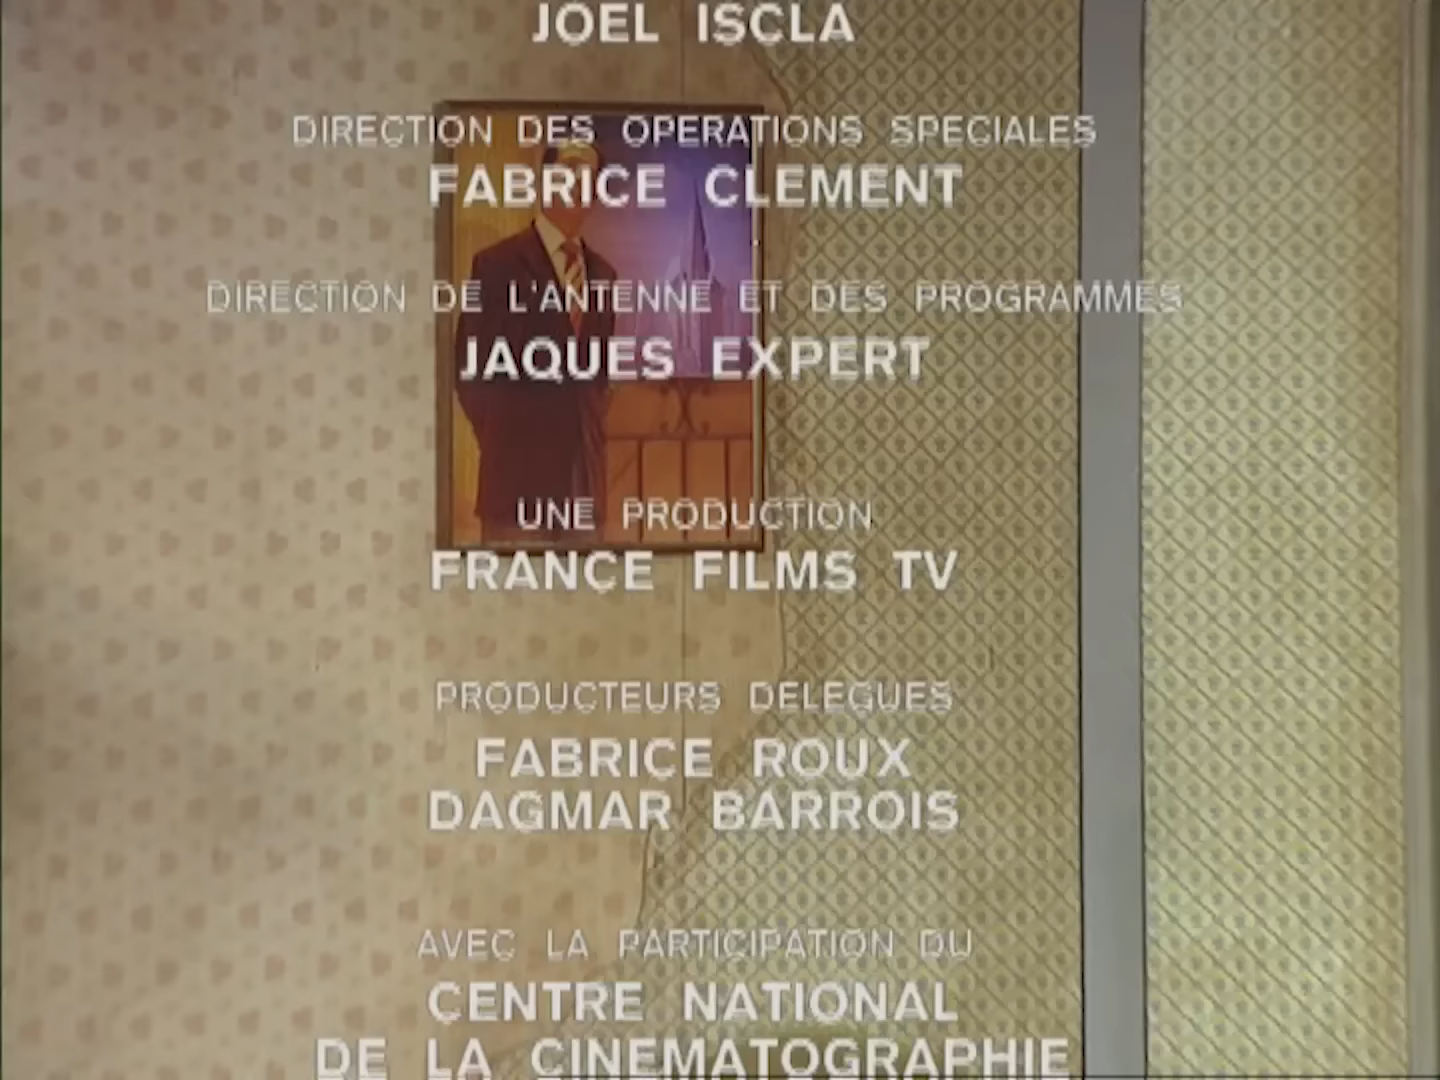 JOEL ISCLA
DIRECTION DES OPERATIONS SPECIALES
FABRICE CLEMENT
DIRECTION DE L'ANTENNE ET DES PROGRAMMES
JAQUES EXPERT
UNE PRODUCTION
FRANCE FILMS TV
PRODUCTEURS DELEGUES
FABRICE ROUX
DAGMAR BARROIS
AVEC LA PARTICIPATION DU
CENTRE NATIONAL
DE LA CINEMATOGRAPHIE